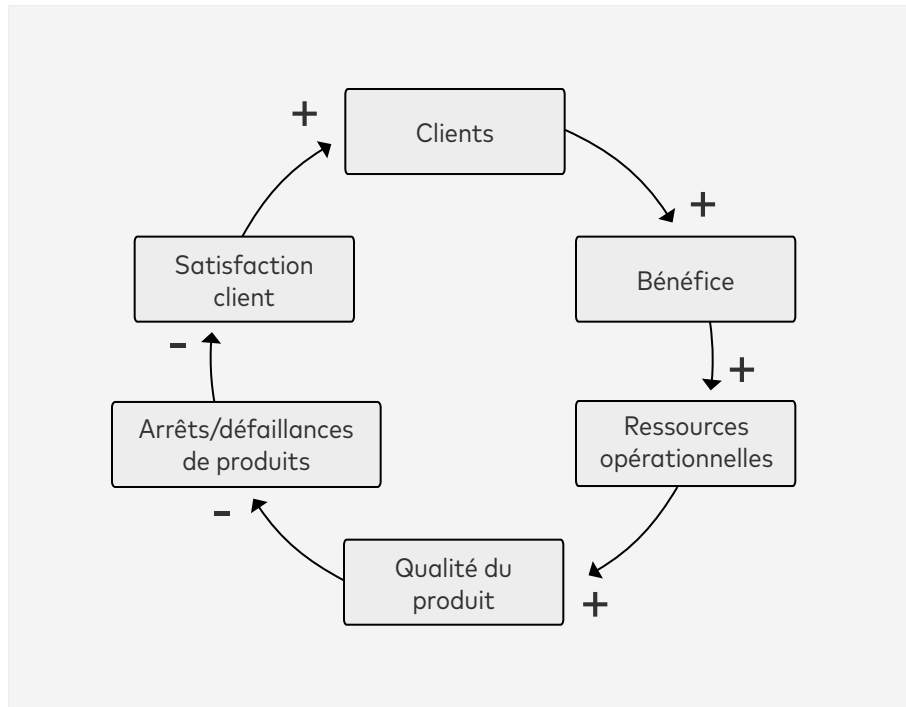 +
Clients
+
Satisfaction
client
Bénéfice
-
+
Arrêts/défaillances
de produits
Ressources
opérationnelles
-
Qualité du
produit
+